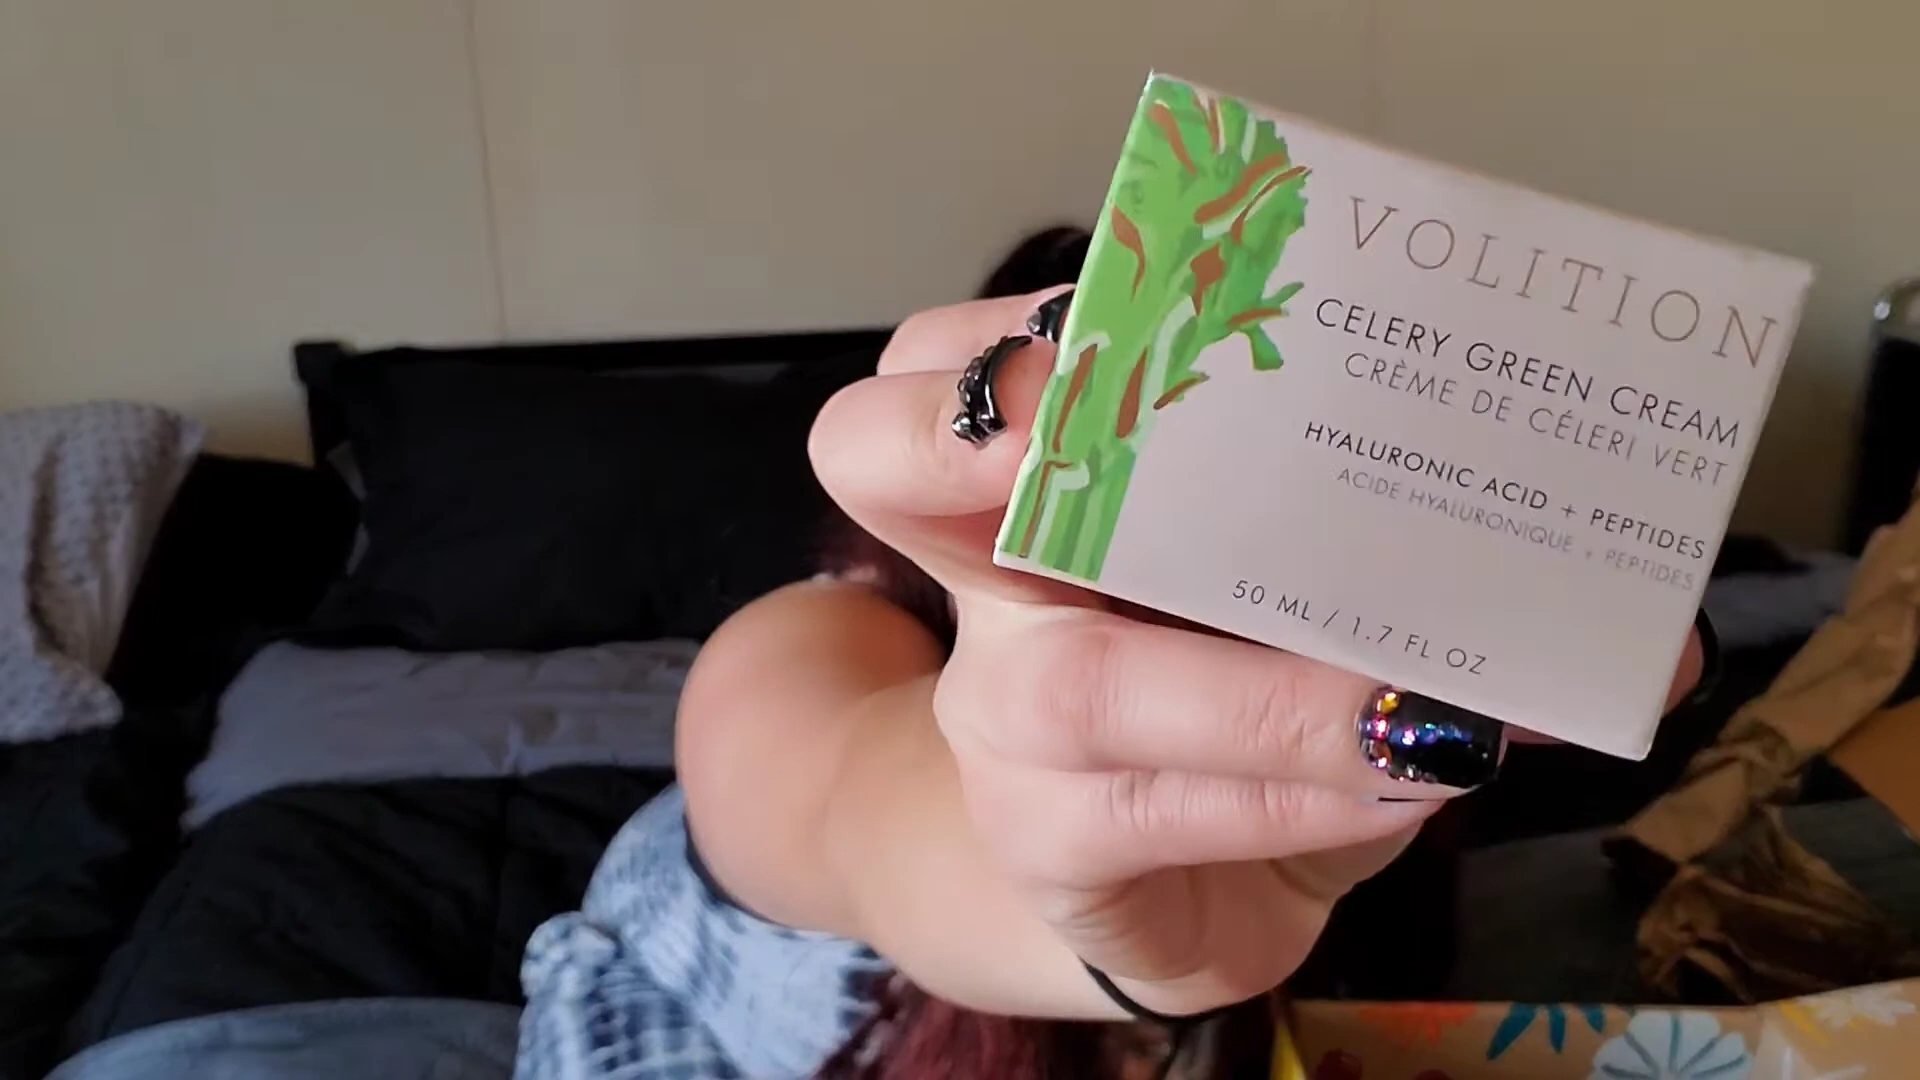 VOLITION
CELERY GREEN CREAM
CRÈME DE CÉLERI VERT
HYALURONIC ACID + PEPTIDES
ACIDE HYALURONIQUE + PEPTIDES
50 ML / 1.7 FL OZ